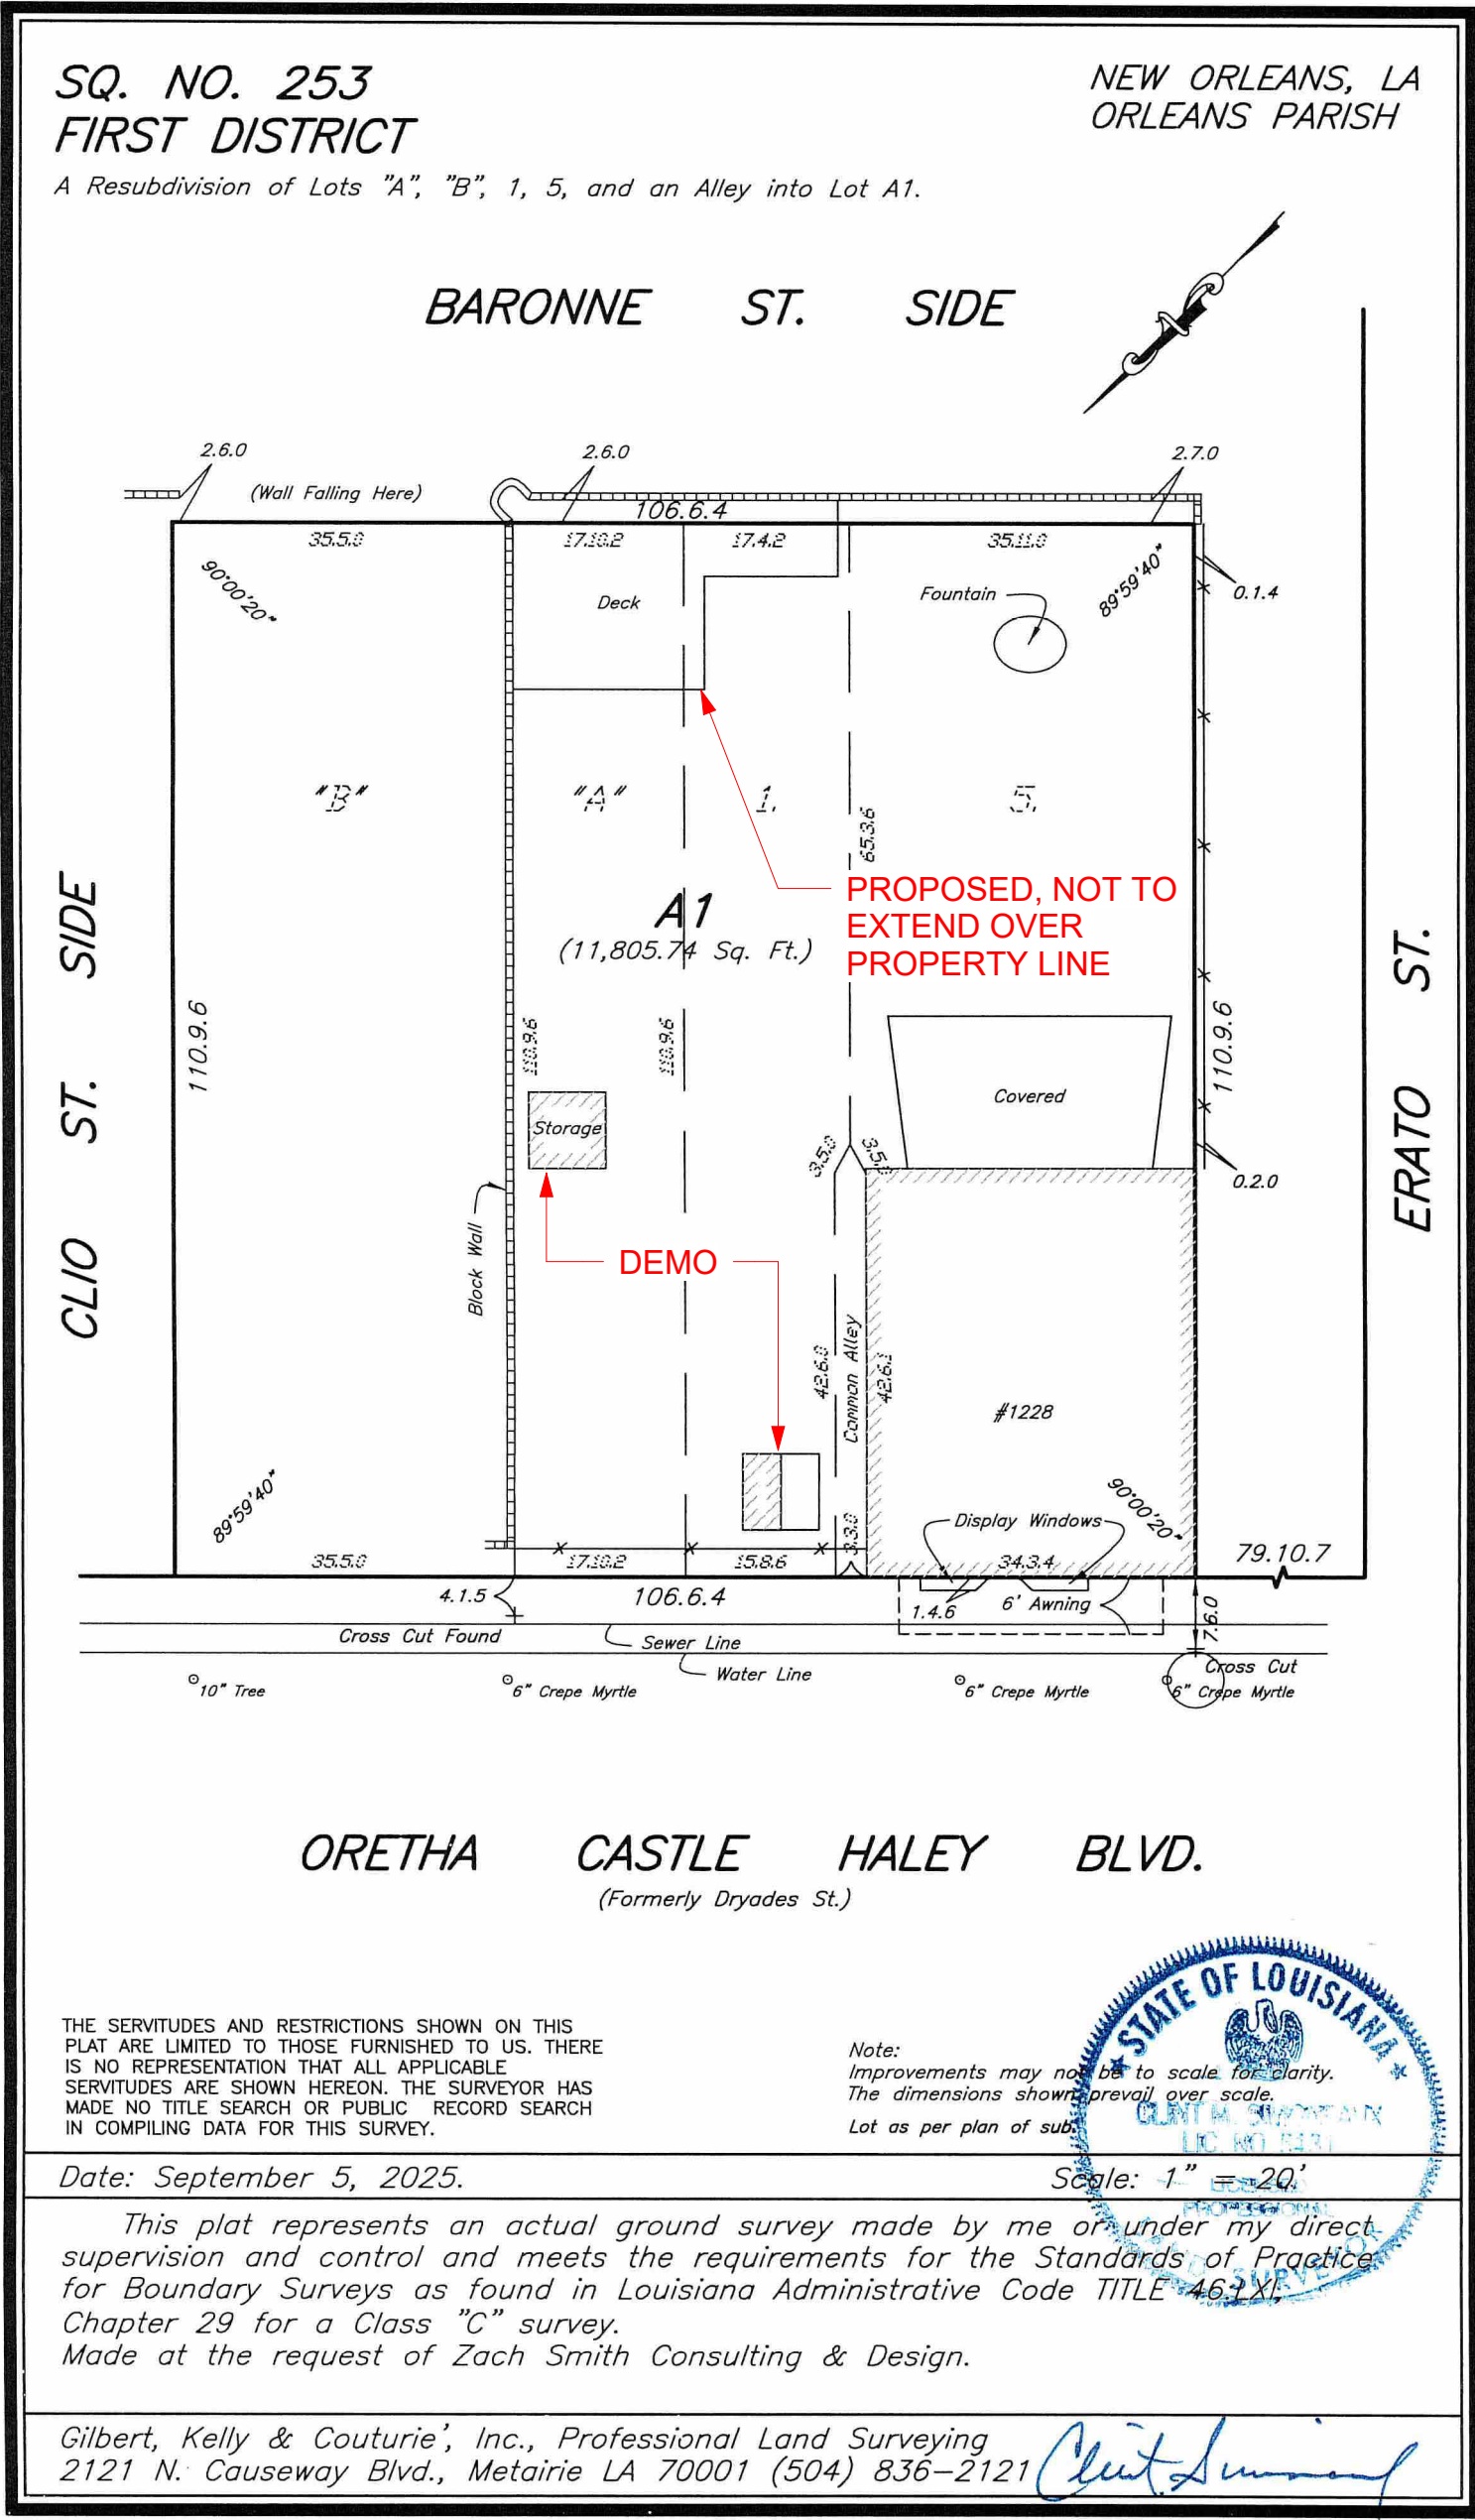 SQ. NO. 253
FIRST DISTRICT
A Resubdivision of Lots "A", "B", 1, 5, and an Alley into Lot A1.
NEW ORLEANS, LA
ORLEANS PARISH
BARONNE ST. SIDE
2.6.0
(Wall Falling Here)
2.6.0
2.7.0
106.6.4
35.5.0
17.10.2
17.4.2
35.11.0
90°00'20"
Deck
Fountain
89°59'40"
0.1.4
"B"
"A"
1.
5.
65.3.6
PROPOSED, NOT TO
EXTEND OVER
PROPERTY LINE
A1
(11,805.74 Sq. Ft.)
CLIO ST. SIDE
ERATO ST.
110.9.6
110.9.6
110.9.6
110.9.6
Covered
Storage
3.5.0
3.5.0
0.2.0
Block Wall
DEMO
42.6.0
Common Alley
42.6.1
#1228
89°59'40"
90°00'20"
Display Windows
35.5.0
17.10.2
15.8.6
3.3.0
34.3.4
79.10.7
4.1.5
106.6.4
1.4.6
6' Awning
7.6.0
Cross Cut Found
Sewer Line
Water Line
Cross Cut
10" Tree
6" Crepe Myrtle
6" Crepe Myrtle
6" Crepe Myrtle
ORETHA CASTLE HALEY BLVD.
(Formerly Dryades St.)
THE SERVITUDES AND RESTRICTIONS SHOWN ON THIS
PLAT ARE LIMITED TO THOSE FURNISHED TO US. THERE
IS NO REPRESENTATION THAT ALL APPLICABLE
SERVITUDES ARE SHOWN HEREON. THE SURVEYOR HAS
MADE NO TITLE SEARCH OR PUBLIC RECORD SEARCH
IN COMPILING DATA FOR THIS SURVEY.
Note:
Improvements may not be to scale for clarity.
The dimensions shown prevail over scale.
Lot as per plan of sub.
STATE OF LOUISIANA
CLINT M. SIMONEAUX
LIC. NO.
PROFESSIONAL
LAND SURVEYOR
Date: September 5, 2025.
Scale: 1" = 20'
This plat represents an actual ground survey made by me or under my direct
supervision and control and meets the requirements for the Standards of Practice
for Boundary Surveys as found in Louisiana Administrative Code TITLE 46:LXI,
Chapter 29 for a Class "C" survey.
Made at the request of Zach Smith Consulting & Design.
Gilbert, Kelly & Couturie', Inc., Professional Land Surveying
2121 N. Causeway Blvd., Metairie LA 70001 (504) 836-2121